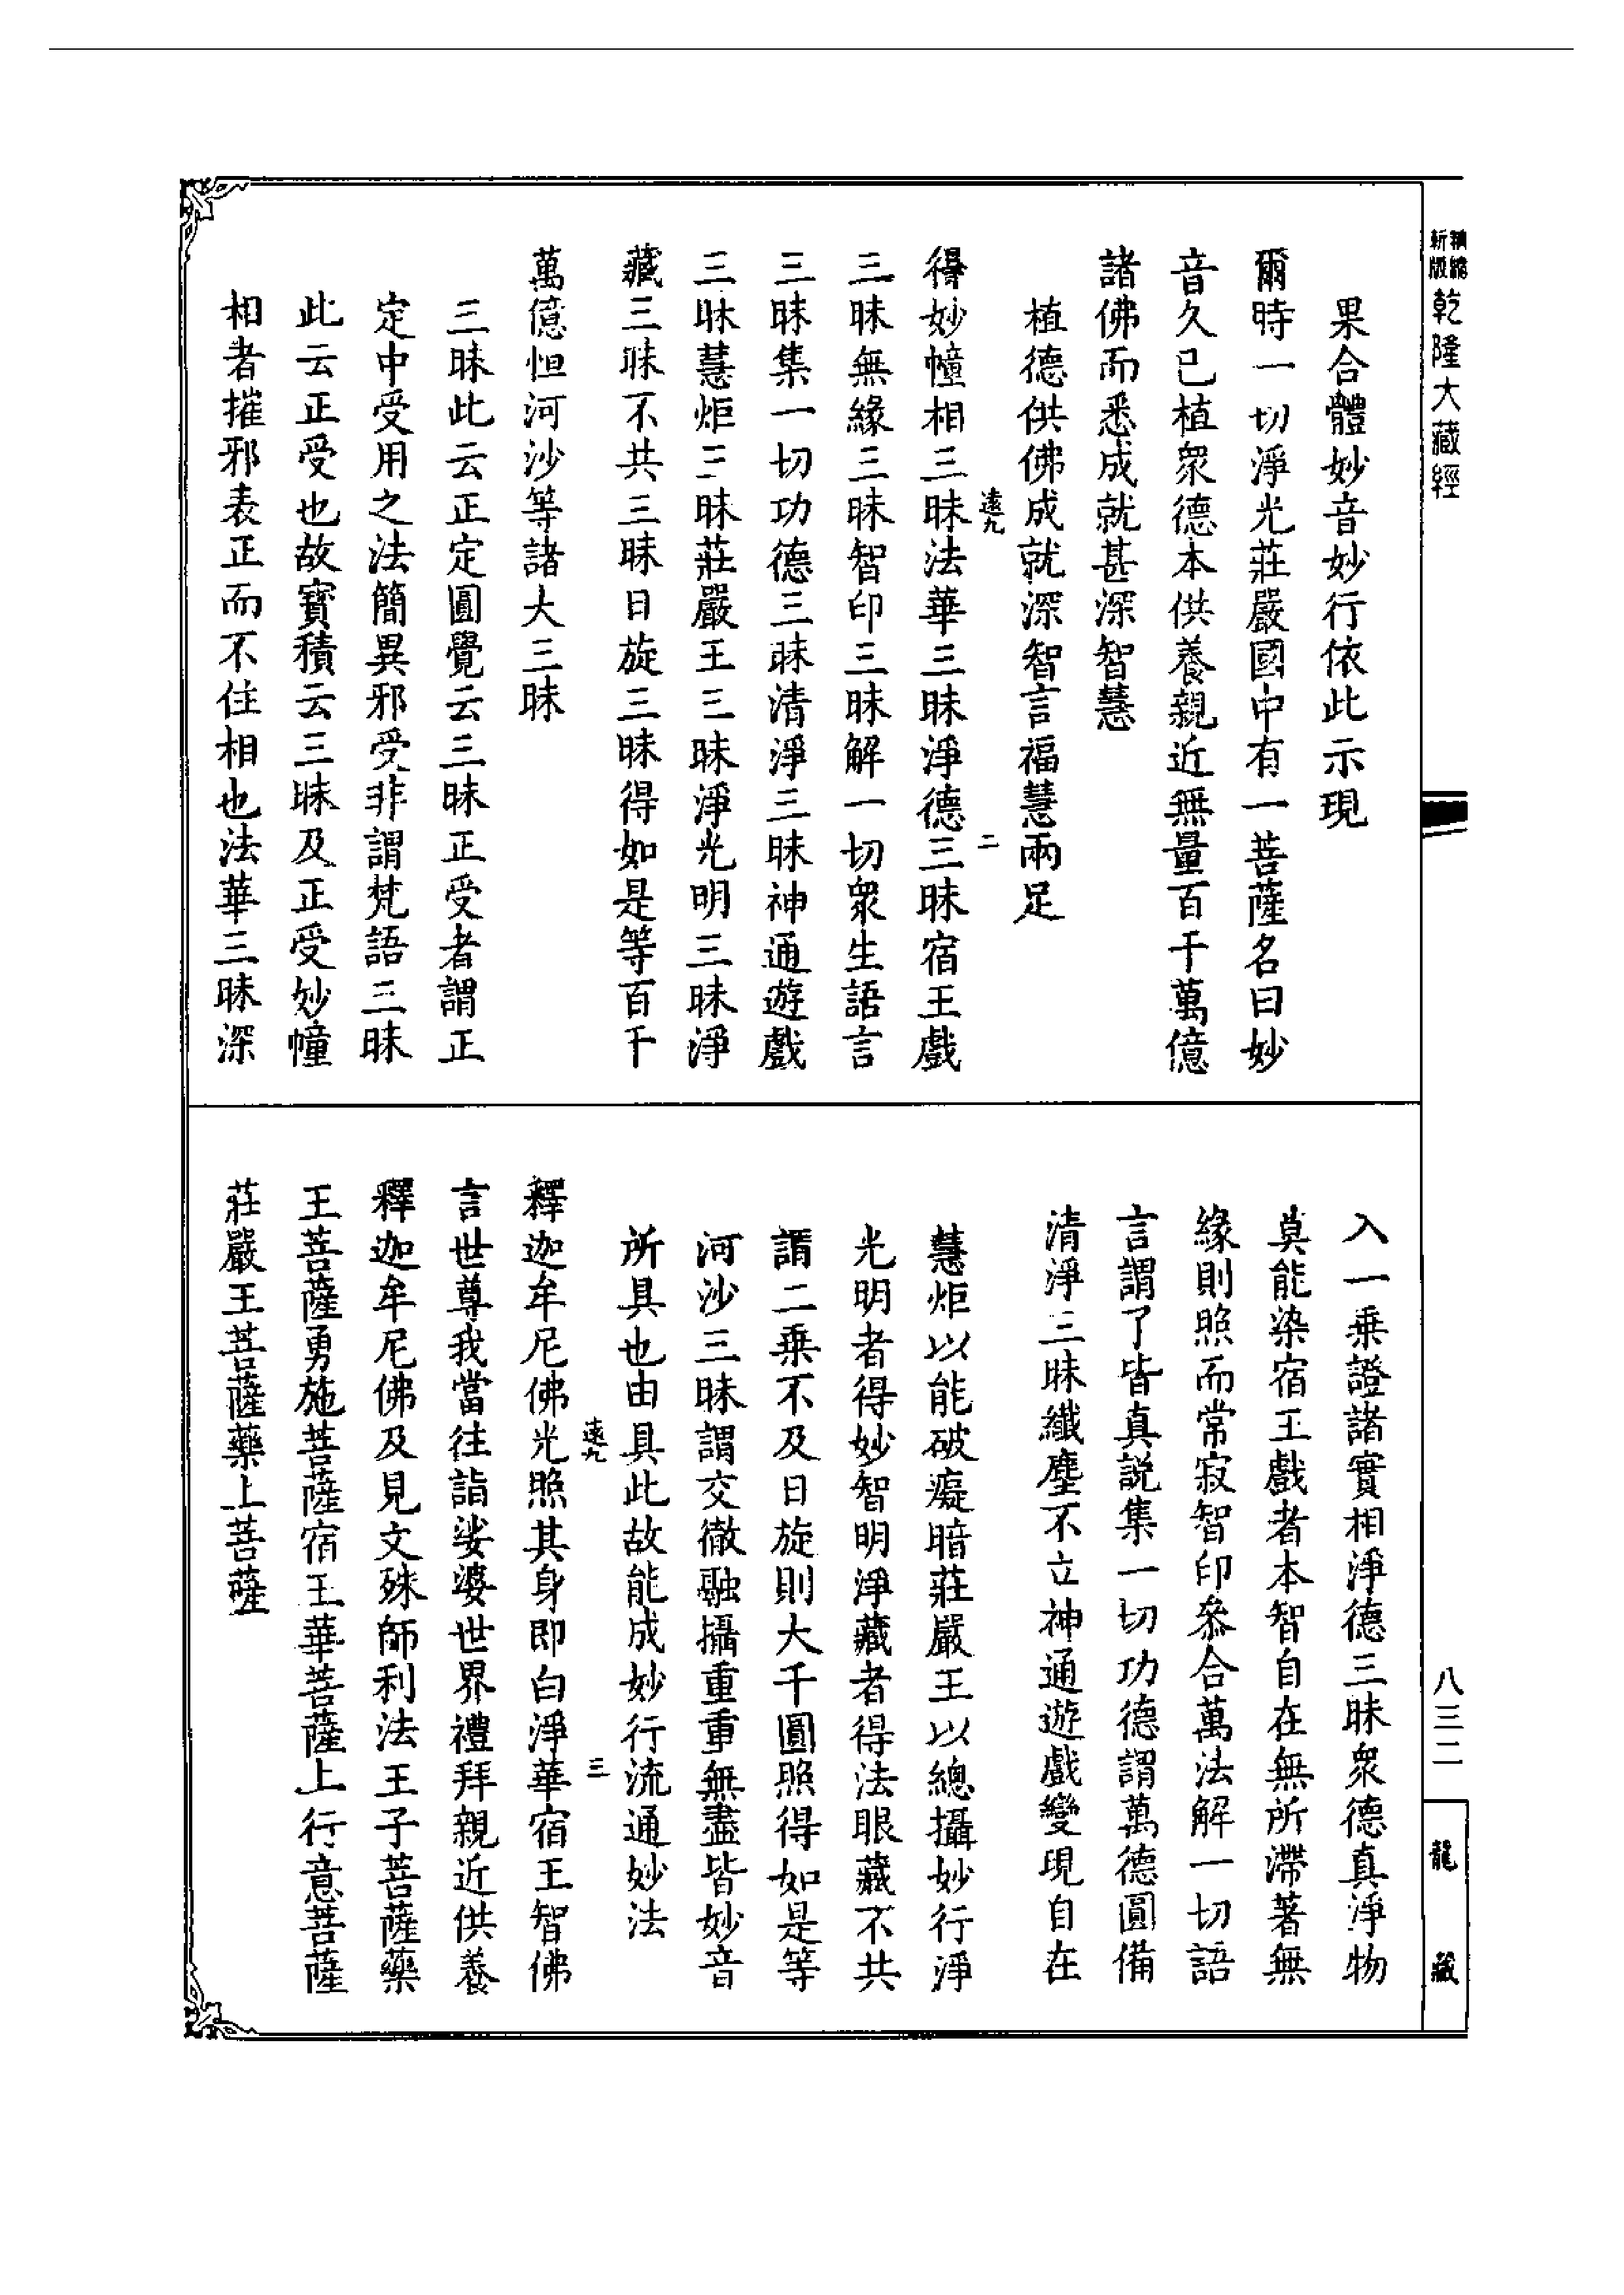 精縮
新版
乾隆大藏經
八三二
龍藏
果合體妙音妙行依此示現
爾時一切淨光莊嚴國中有一菩薩名曰妙
音久已植眾德本供養親近無量百千萬億
諸佛而悉成就甚深智慧
植德供佛成就深智言福慧兩足
遠九
二
得妙幢相三昧法華三昧淨德三昧宿王戲
三昧無緣三昧智印三昧解一切眾生語言
三昧集一切功德三昧清淨三昧神通遊戲
三昧慧炬三昧莊嚴王三昧淨光明三昧淨
藏三昧不共三昧日旋三昧得如是等百千
萬億恒河沙等諸大三昧
三昧此云正定圓覺云三昧正受者謂正
定中受用之法簡異邪受非謂梵語三昧
此云正受也故寶積云三昧及正受妙幢
相者摧邪表正而不住相也法華三昧深
入一乗證諸實相淨德三昧衆德真淨物
莫能染宿王戲者本智自在無所滯著無
緣則照而常寂智印叅合萬法解一切語
言謂了皆真説集一切功德謂萬德圓備
清淨三昧纖塵不立神通遊戲變現自在
慧炬以能破癡暗莊嚴王以總攝妙行淨
光明者得妙智明淨藏者得法眼藏不共
謂二乗不及日旋則大千圓照得如是等
河沙三昧謂交徹融攝重重無盡皆妙音
所具也由具此故能成妙行流通妙法
遠九
三
釋迦牟尼佛光照其身即白淨華宿王智佛
言世尊我當往詣娑婆世界禮拜親近供養
釋迦牟尼佛及見文殊師利法王子菩薩藥
王菩薩勇施菩薩宿王華菩薩上行意菩薩
莊嚴王菩薩藥上菩薩